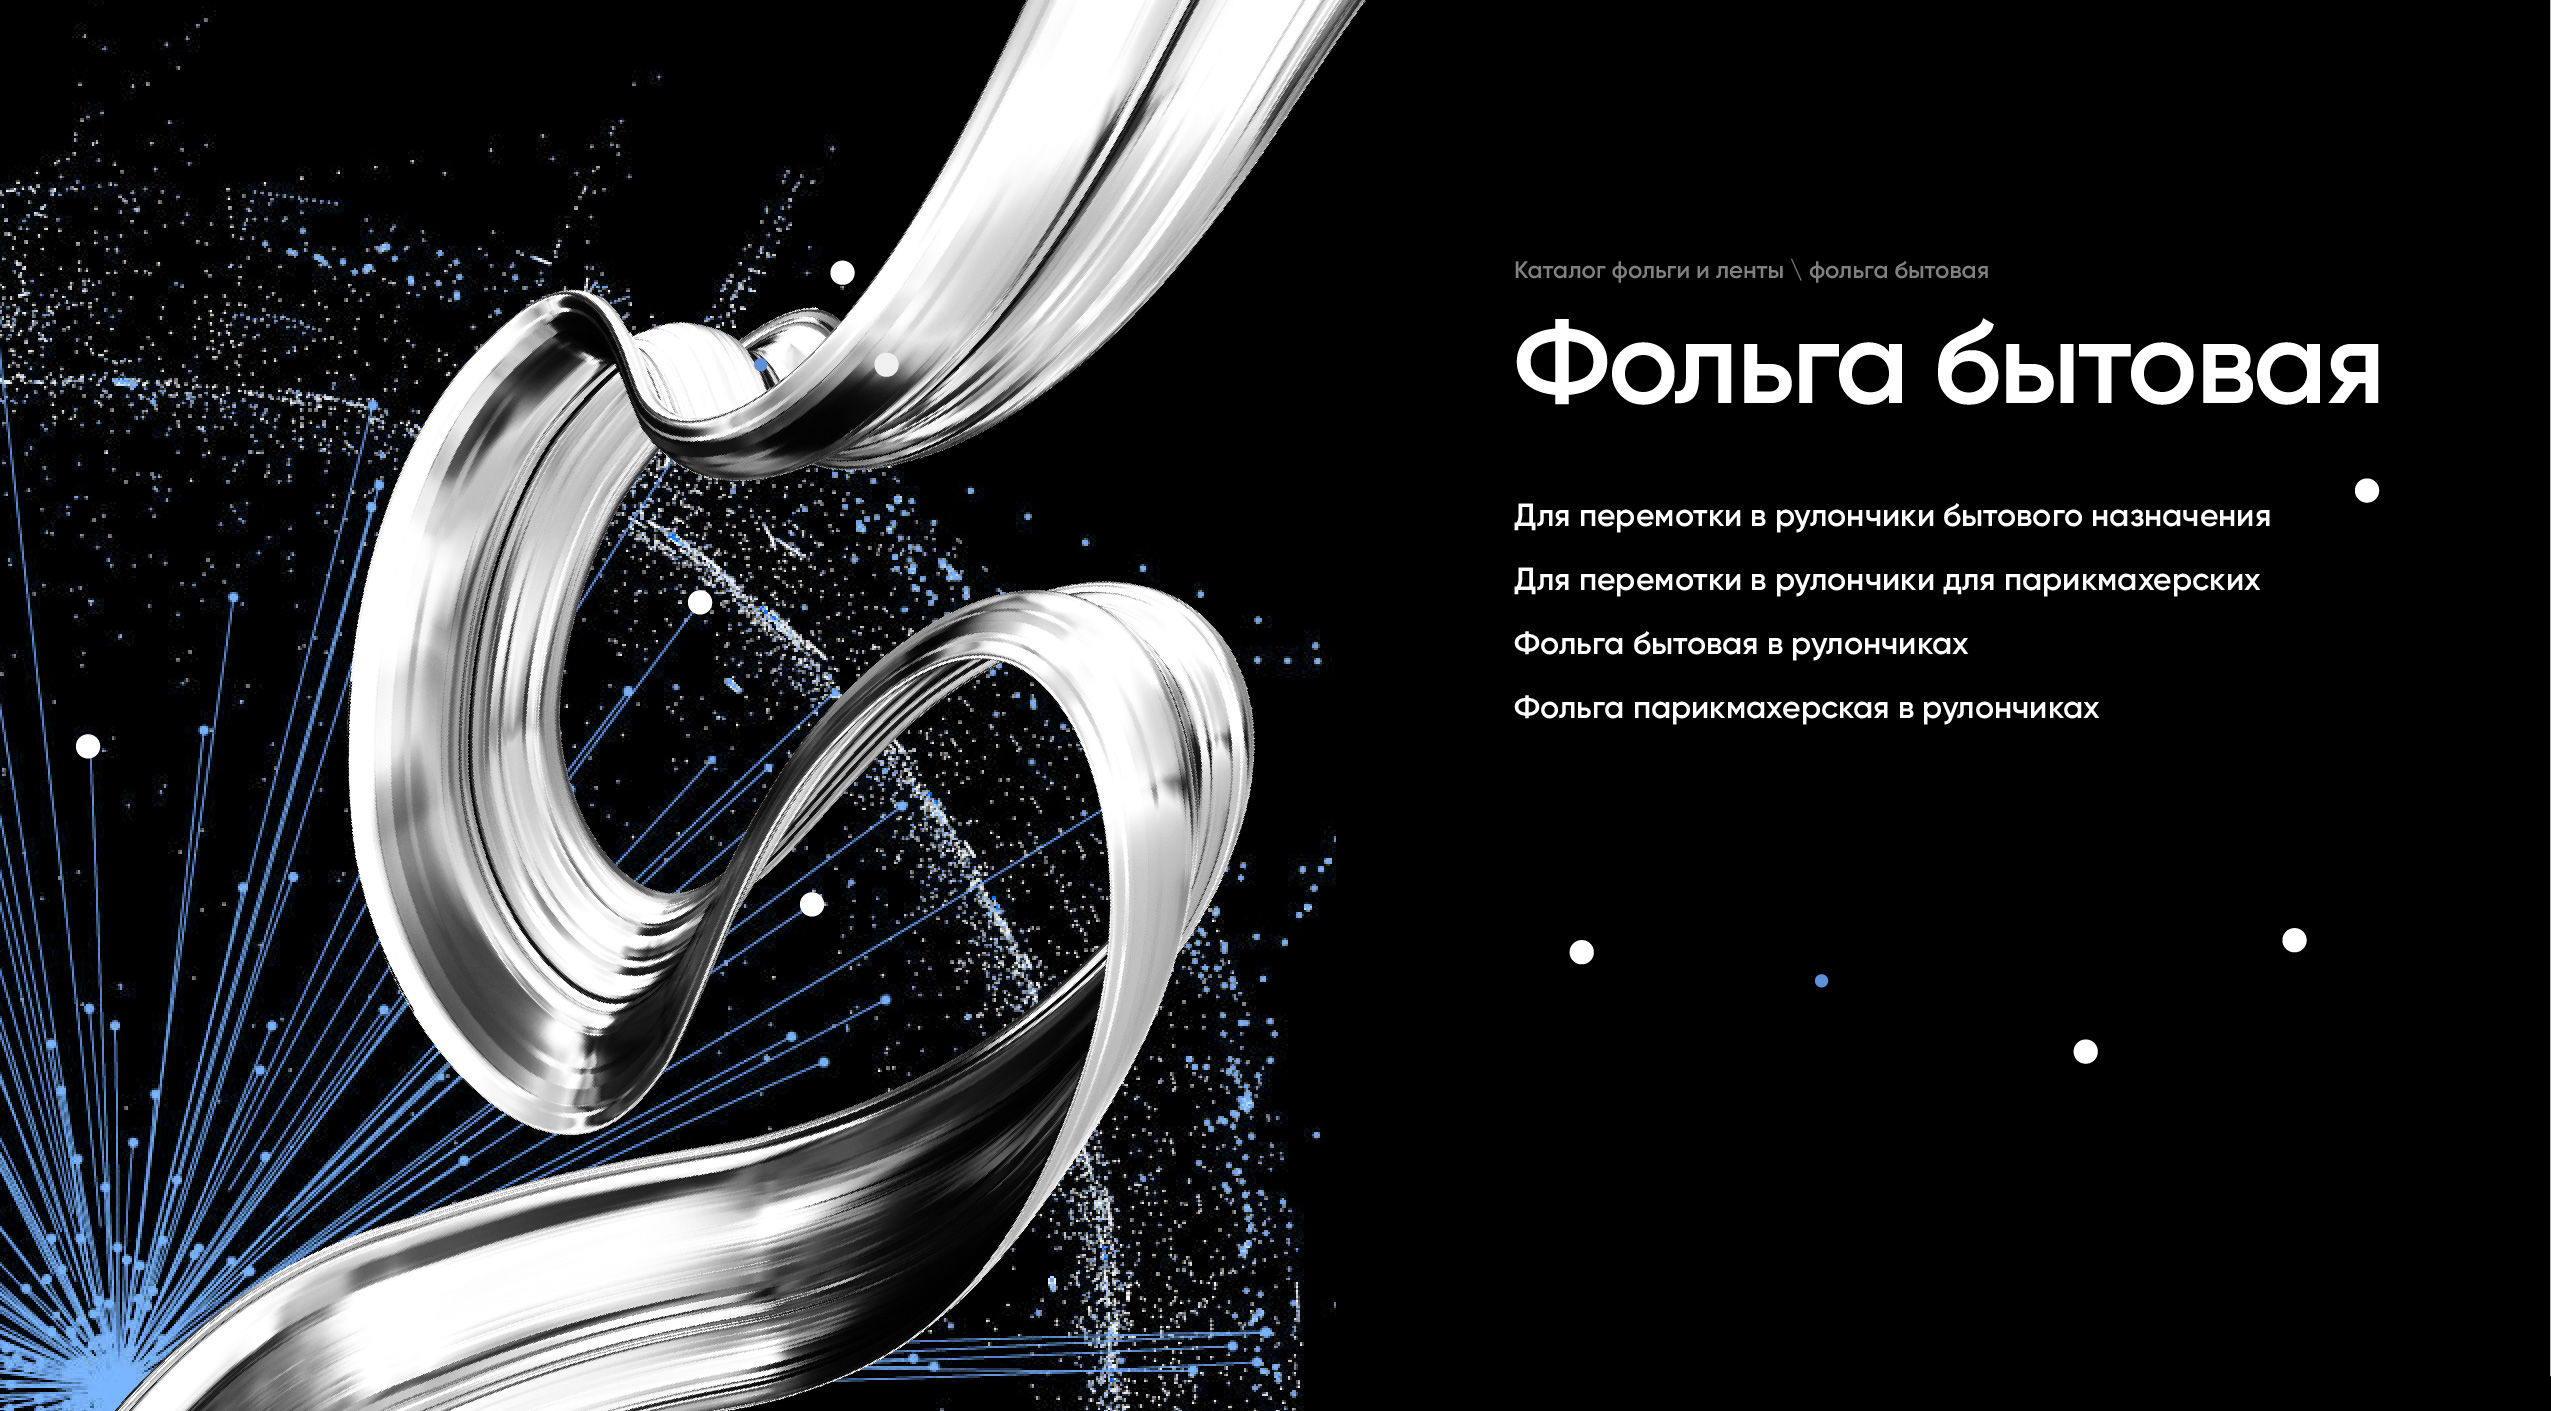 Каталог фольги и ленты \ фольга бытовая
Фольга бытовая
Для перемотки в рулончики бытового назначения
Для перемотки в рулончики для парикмахерских
Фольга бытовая в рулончиках
Фольга парикмахерская в рулончиках